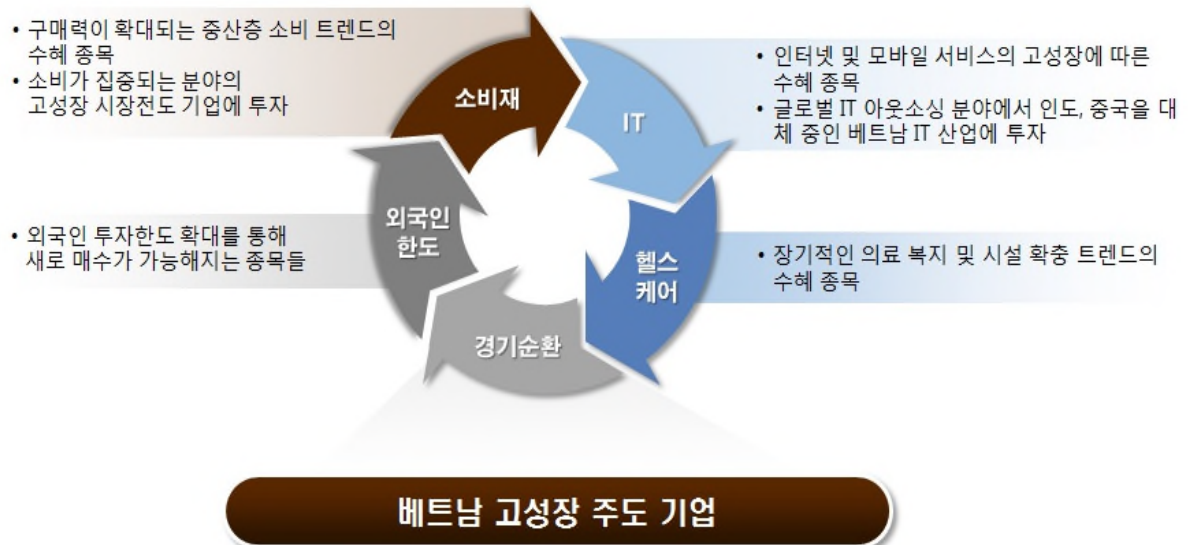 • 구매력이 확대되는 중산층 소비 트렌드의
수혜 종목
• 소비가 집중되는 분야의
고성장 시장전도 기업에 투자
소비재
IT
• 인터넷 및 모바일 서비스의 고성장에 따른
수혜 종목
• 글로벌 IT 아웃소싱 분야에서 인도, 중국을 대
체 중인 베트남 IT 산업에 투자
• 외국인 투자한도 확대를 통해
새로 매수가 가능해지는 종목들
외국인
한도
헬스
케어
• 장기적인 의료 복지 및 시설 확충 트렌드의
수혜 종목
경기순환
베트남 고성장 주도 기업